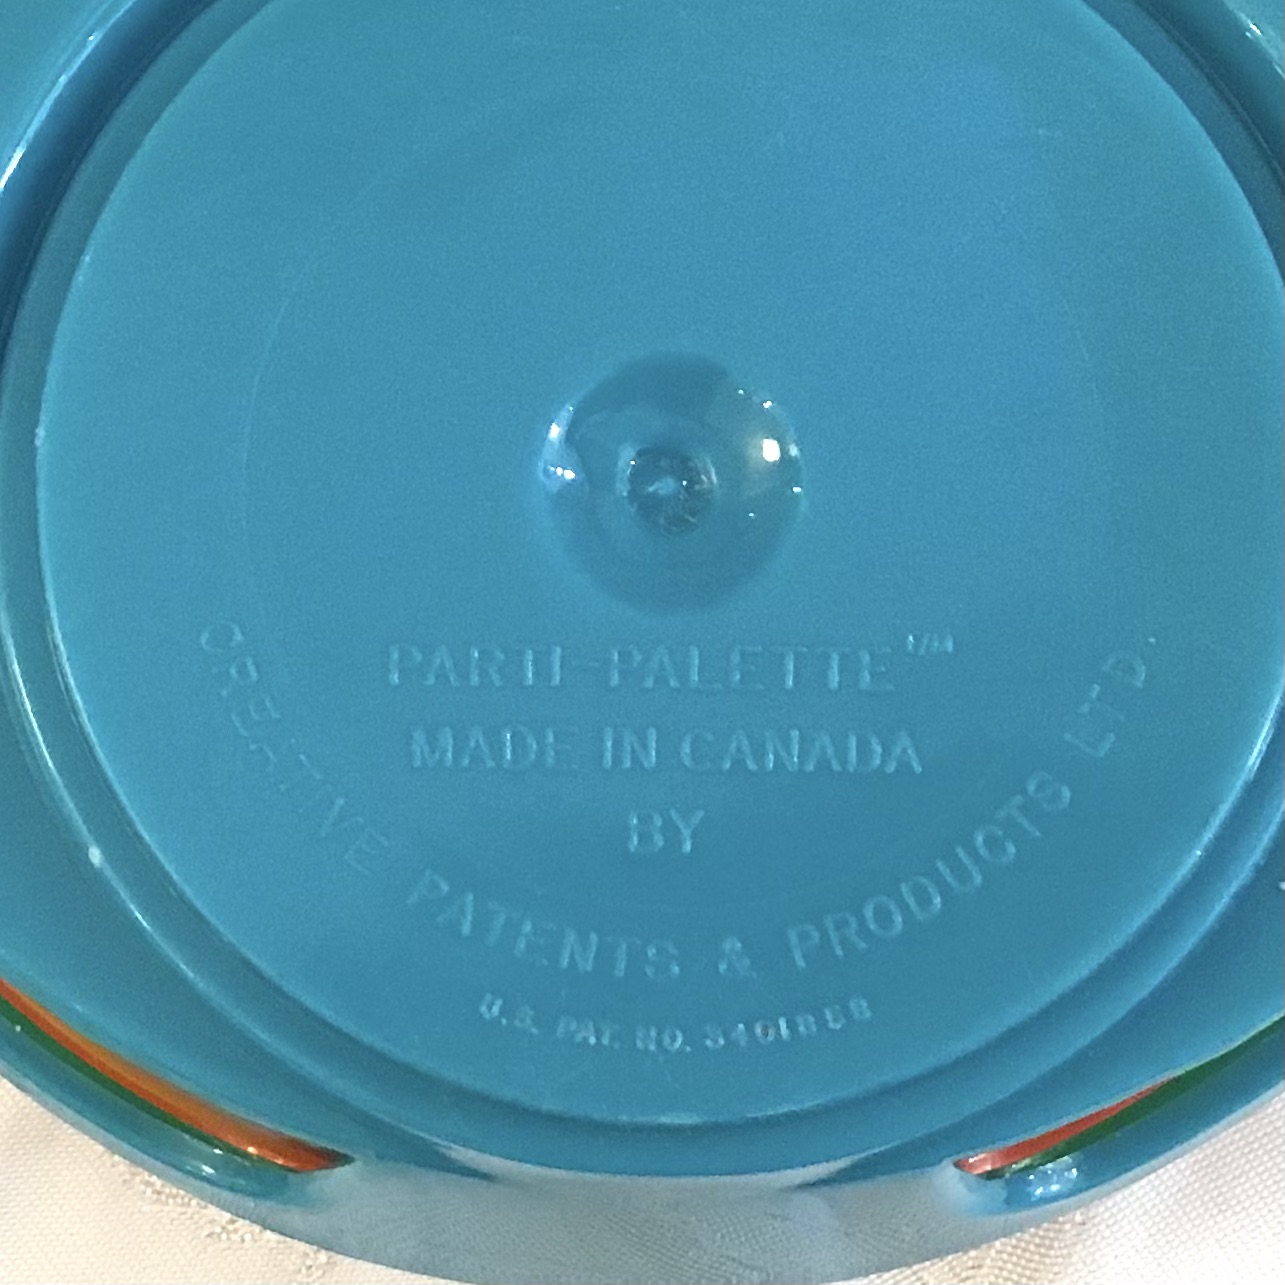 PARTI-PALETTE™
MADE IN CANADA
BY
CREATIVE PATENTS & PRODUCTS LTD.
U.S. PAT. NO. 3401858